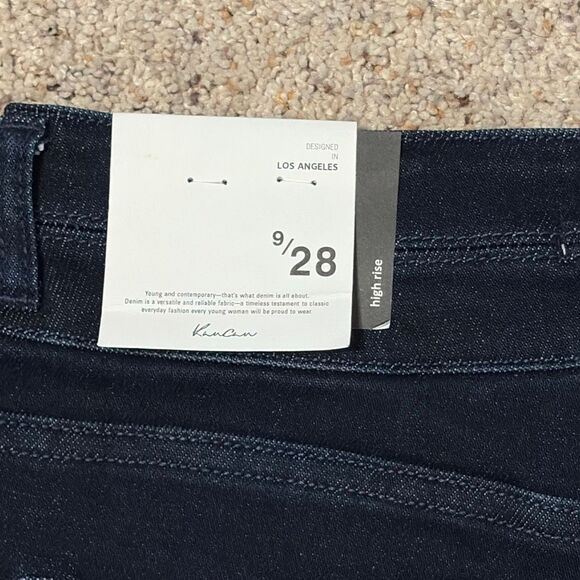 DESIGNED
IN
LOS ANGELES
9/28
Young and contemporary—that's what denim is all about.
Denim is a versatile and reliable fabric—a timeless testament to classic
everyday fashion every young woman will be proud to wear.
KanCan
high rise